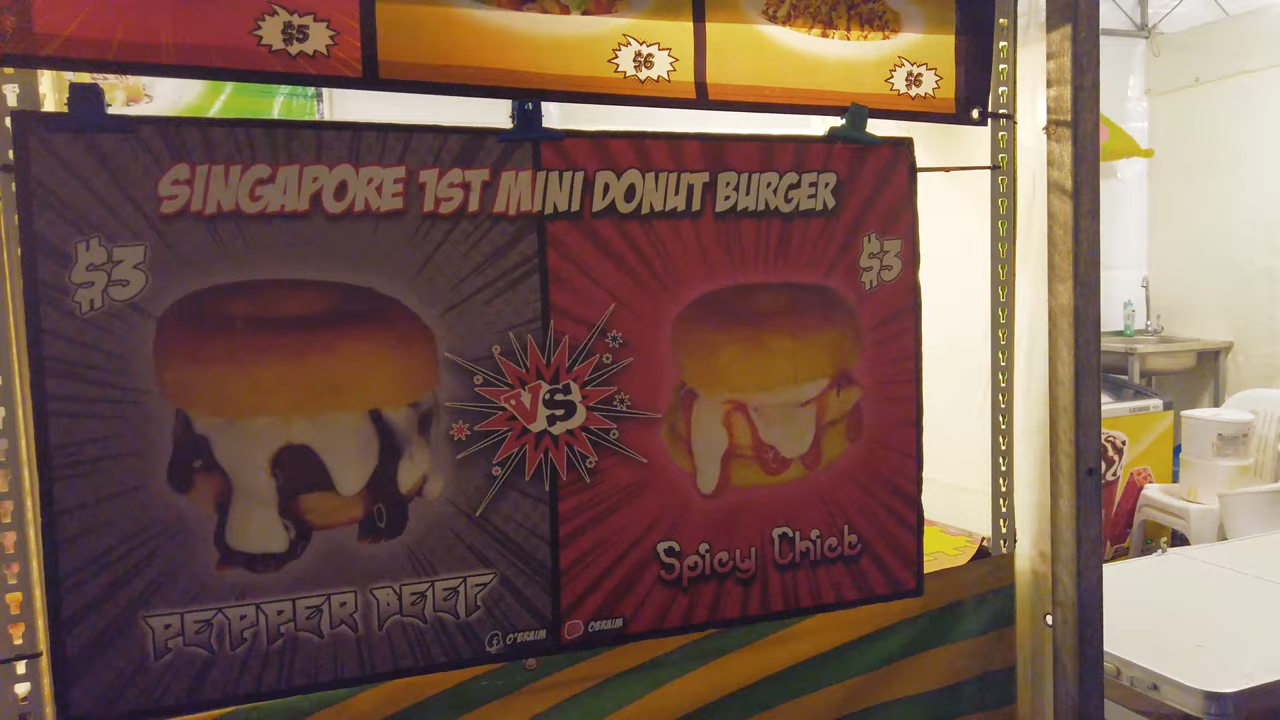 $5
$6
$6
SINGAPORE 1ST MINI DONUT BURGER
$3
$3
VS
Spicy Chick
PEPPER BEEF
O'BRAIM
OBRAIM